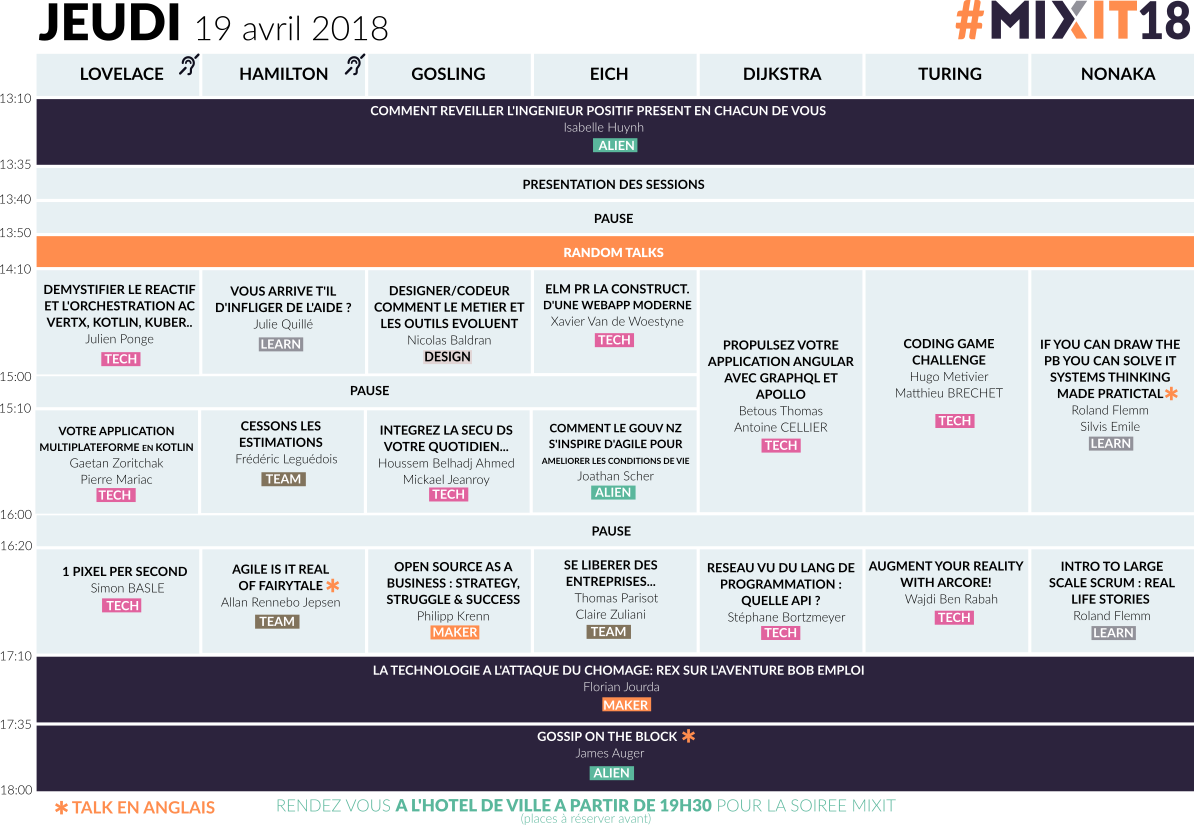 JEUDI 19 avril 2018
#MIXIT18
LOVELACE
HAMILTON
GOSLING
EICH
DIJKSTRA
TURING
NONAKA
13:10
COMMENT REVEILLER L'INGENIEUR POSITIF PRESENT EN CHACUN DE VOUS
Isabelle Huynh
ALIEN
13:35
PRESENTATION DES SESSIONS
13:40
PAUSE
13:50
RANDOM TALKS
14:10
DEMYSTIFIER LE REACTIF
ET L'ORCHESTRATION AC
VERTX, KOTLIN, KUBER..
Julien Ponge
TECH
VOUS ARRIVE T'IL
D'INFLIGER DE L'AIDE ?
Julie Quillé
LEARN
DESIGNER/CODEUR
COMMENT LE METIER ET
LES OUTILS EVOLUENT
Nicolas Baldran
DESIGN
ELM PR LA CONSTRUCT.
D'UNE WEBAPP MODERNE
Xavier Van de Woestyne
TECH
PROPULSEZ VOTRE
APPLICATION ANGULAR
AVEC GRAPHQL ET
APOLLO
Betous Thomas
Antoine CELLIER
TECH
CODING GAME
CHALLENGE
Hugo Metivier
Matthieu BRECHET
TECH
IF YOU CAN DRAW THE
PB YOU CAN SOLVE IT
SYSTEMS THINKING
MADE PRATICTAL*
Roland Flemm
Silvis Emile
LEARN
15:00
PAUSE
15:10
VOTRE APPLICATION
MULTIPLATEFORME EN KOTLIN
Gaetan Zoritchak
Pierre Mariac
TECH
CESSONS LES
ESTIMATIONS
Frédéric Leguédois
TEAM
INTEGREZ LA SECU DS
VOTRE QUOTIDIEN...
Houssem Belhadj Ahmed
Mickael Jeanroy
TECH
COMMENT LE GOUV NZ
S'INSPIRE D'AGILE POUR
AMELIORER LES CONDITIONS DE VIE
Joathan Scher
ALIEN
16:00
PAUSE
16:20
1 PIXEL PER SECOND
Simon BASLE
TECH
AGILE IS IT REAL
OF FAIRYTALE *
Allan Rennebo Jepsen
TEAM
OPEN SOURCE AS A
BUSINESS : STRATEGY,
STRUGGLE & SUCCESS
Philipp Krenn
MAKER
SE LIBERER DES
ENTREPRISES...
Thomas Parisot
Claire Zuliani
TEAM
RESEAU VU DU LANG DE
PROGRAMMATION :
QUELLE API ?
Stéphane Bortzmeyer
TECH
AUGMENT YOUR REALITY
WITH ARCORE!
Wajdi Ben Rabah
TECH
INTRO TO LARGE
SCALE SCRUM : REAL
LIFE STORIES
Roland Flemm
LEARN
17:10
LA TECHNOLOGIE A L'ATTAQUE DU CHOMAGE: REX SUR L'AVENTURE BOB EMPLOI
Florian Jourda
MAKER
17:35
GOSSIP ON THE BLOCK *
James Auger
ALIEN
18:00
* TALK EN ANGLAIS
RENDEZ VOUS A L'HOTEL DE VILLE A PARTIR DE 19H30 POUR LA SOIREE MIXIT
(places à réserver avant)